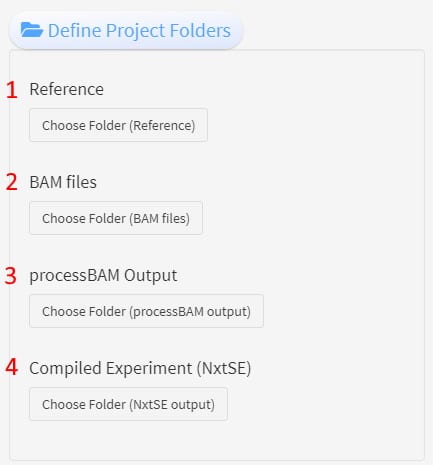 Define Project Folders
1 Reference
Choose Folder (Reference)
2 BAM files
Choose Folder (BAM files)
3 processBAM Output
Choose Folder (processBAM output)
4 Compiled Experiment (NxtSE)
Choose Folder (NxtSE output)